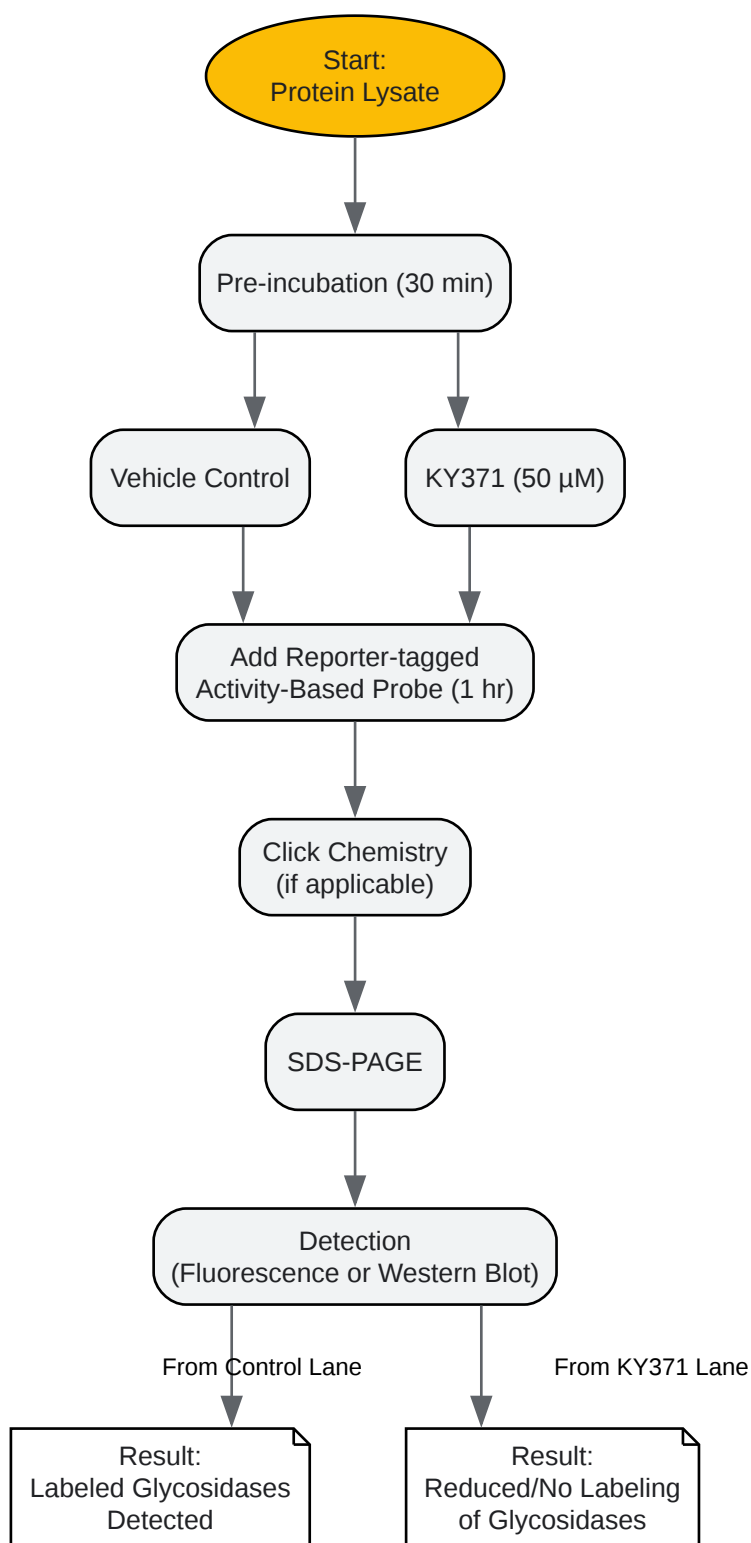 Start:
Protein Lysate
Pre-incubation (30 min)
Vehicle Control
KY371 (50 µM)
Add Reporter-tagged
Activity-Based Probe (1 hr)
Click Chemistry
(if applicable)
SDS-PAGE
Detection
(Fluorescence or Western Blot)
From Control Lane
From KY371 Lane
Result:
Labeled Glycosidases
Detected
Result:
Reduced/No Labeling
of Glycosidases